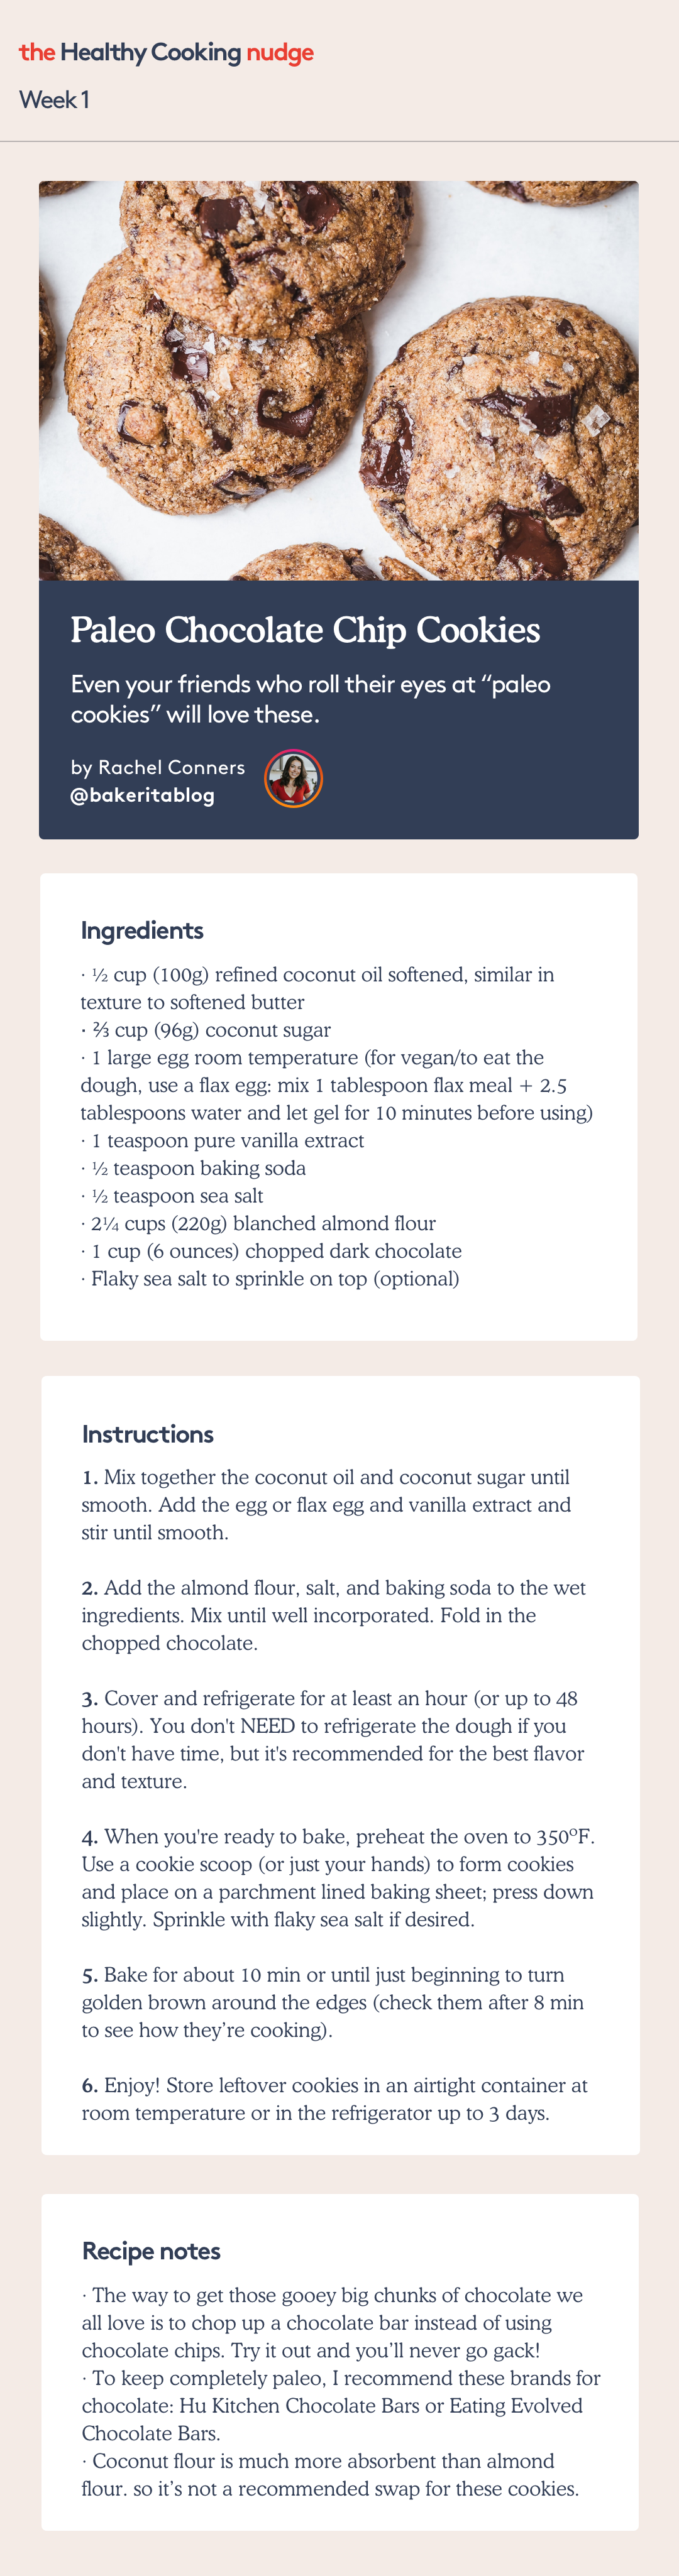 the Healthy Cooking nudge
Week 1
Paleo Chocolate Chip Cookies
Even your friends who roll their eyes at “paleo
cookies” will love these.
by Rachel Conners
@bakeritablog
Ingredients
· ½ cup (100g) refined coconut oil softened, similar in
texture to softened butter
· ⅔ cup (96g) coconut sugar
· 1 large egg room temperature (for vegan/to eat the
dough, use a flax egg: mix 1 tablespoon flax meal + 2.5
tablespoons water and let gel for 10 minutes before using)
· 1 teaspoon pure vanilla extract
· ½ teaspoon baking soda
· ½ teaspoon sea salt
· 2¼ cups (220g) blanched almond flour
· 1 cup (6 ounces) chopped dark chocolate
· Flaky sea salt to sprinkle on top (optional)
Instructions
1. Mix together the coconut oil and coconut sugar until
smooth. Add the egg or flax egg and vanilla extract and
stir until smooth.
2. Add the almond flour, salt, and baking soda to the wet
ingredients. Mix until well incorporated. Fold in the
chopped chocolate.
3. Cover and refrigerate for at least an hour (or up to 48
hours). You don't NEED to refrigerate the dough if you
don't have time, but it's recommended for the best flavor
and texture.
4. When you're ready to bake, preheat the oven to 350ºF.
Use a cookie scoop (or just your hands) to form cookies
and place on a parchment lined baking sheet; press down
slightly. Sprinkle with flaky sea salt if desired.
5. Bake for about 10 min or until just beginning to turn
golden brown around the edges (check them after 8 min
to see how they’re cooking).
6. Enjoy! Store leftover cookies in an airtight container at
room temperature or in the refrigerator up to 3 days.
Recipe notes
· The way to get those gooey big chunks of chocolate we
all love is to chop up a chocolate bar instead of using
chocolate chips. Try it out and you’ll never go gack!
· To keep completely paleo, I recommend these brands for
chocolate: Hu Kitchen Chocolate Bars or Eating Evolved
Chocolate Bars.
· Coconut flour is much more absorbent than almond
flour. so it’s not a recommended swap for these cookies.